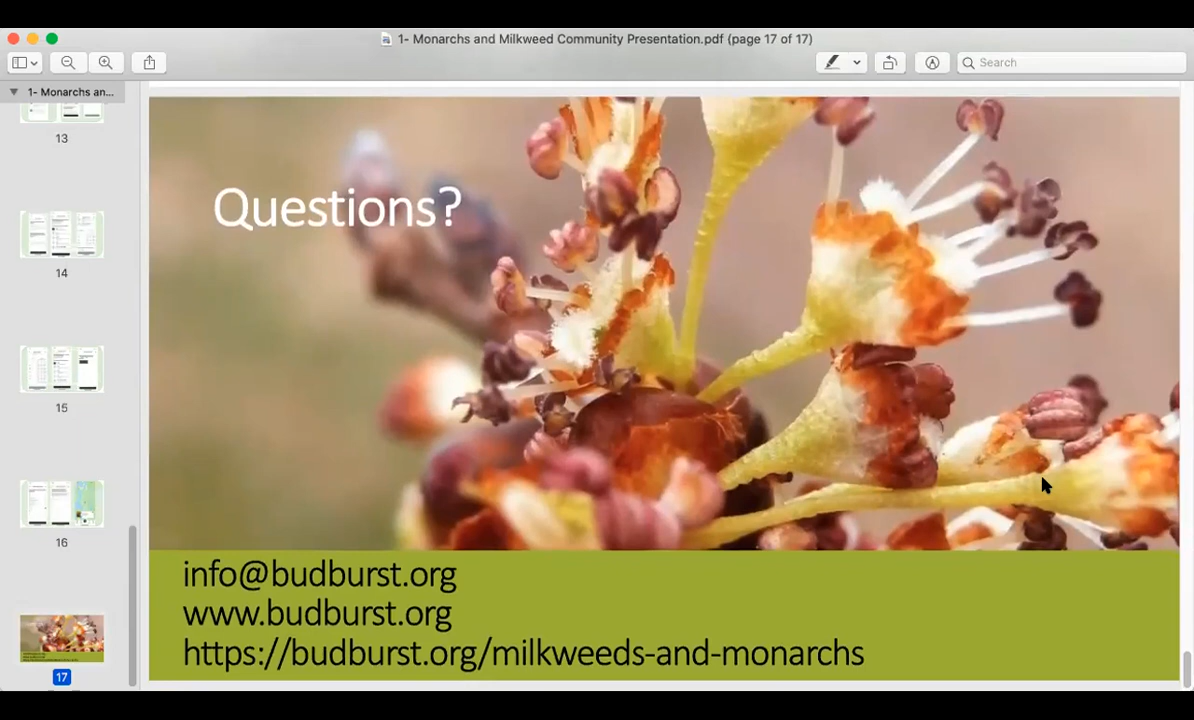 1- Monarchs and Milkweed Community Presentation.pdf (page 17 of 17)
Search
1- Monarchs an...
13
14
15
16
17
Questions?
info@budburst.org
www.budburst.org
https://budburst.org/milkweeds-and-monarchs